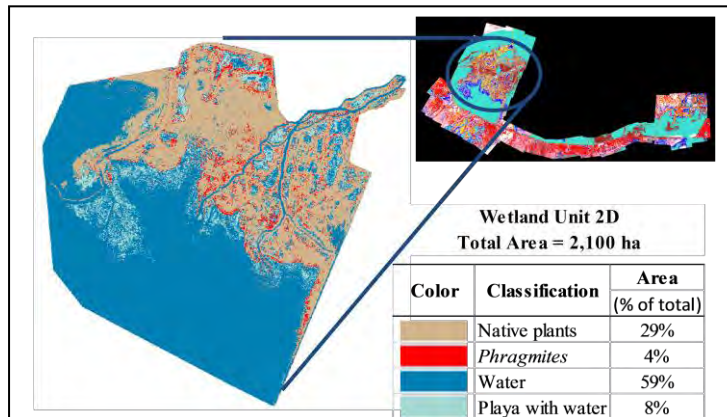 Wetland Unit 2D
Total Area = 2,100 ha
Color Classification Area
(% of total)
Native plants 29%
Phragmites 4%
Water 59%
Playa with water 8%